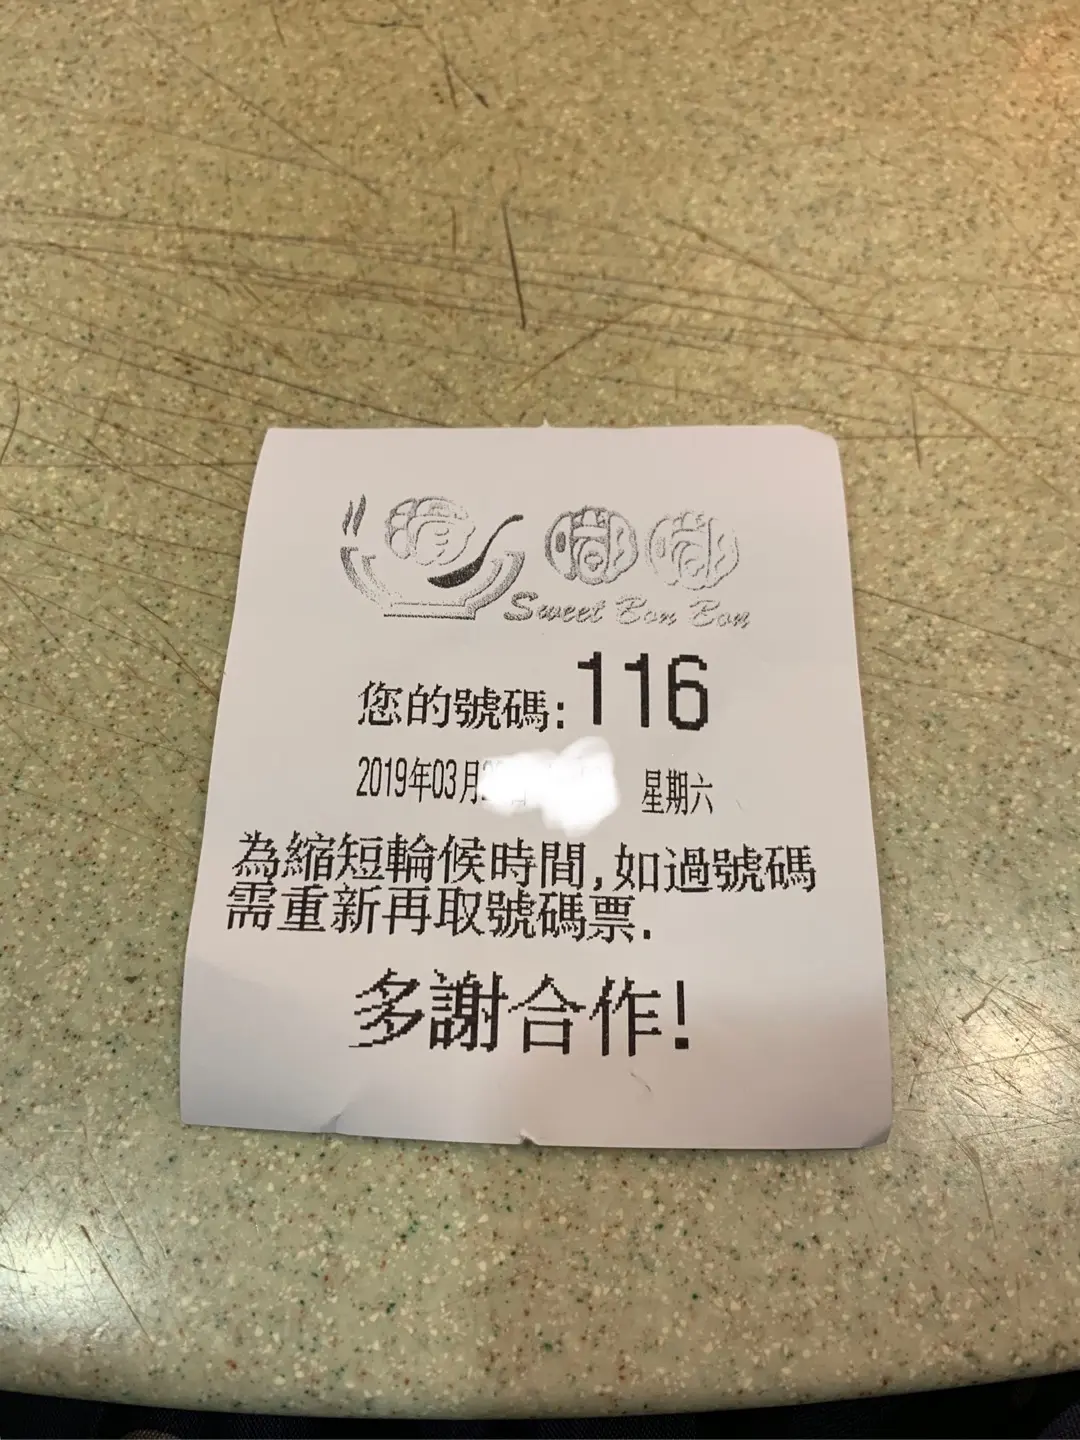 Sweet Bon Bon
您的號碼:116
2019年03月
星期六
為縮短輪候時間,如過號碼
需重新再取號碼票.
多謝合作!